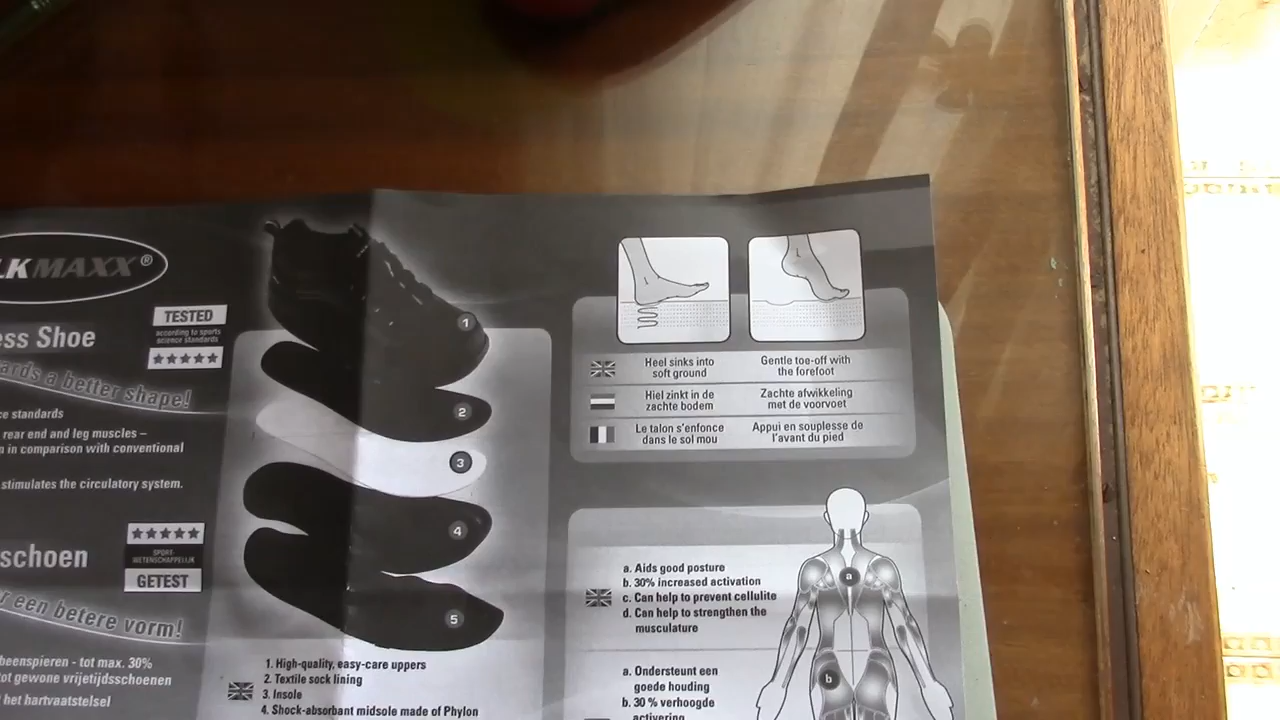 LKMAXX®
ess Shoe
TESTED
according to sports
science standards
ards a better shape!
ce standards
rear end and leg muscles –
n in comparison with conventional
stimulates the circulatory system.
schoen
SPORT-
WETENSCHAPPELIJK
GETEST
r een betere vorm!
beenspieren - tot max. 30%
tot gewone vrijetijdsschoenen
het hartvaatstelsel
1
2
3
4
5
1. High-quality, easy-care uppers
2. Textile sock lining
3. Insole
4. Shock-absorbant midsole made of Phylon
Heel sinks into
soft ground
Gentle toe-off with
the forefoot
Hiel zinkt in de
zachte bodem
Zachte afwikkeling
met de voorvoet
Le talon s'enfonce
dans le sol mou
Appui en souplesse de
l'avant du pied
a. Aids good posture
b. 30% increased activation
c. Can help to prevent cellulite
d. Can help to strengthen the
musculature
a. Ondersteunt een
goede houding
b. 30 % verhoogde
activering
a
b